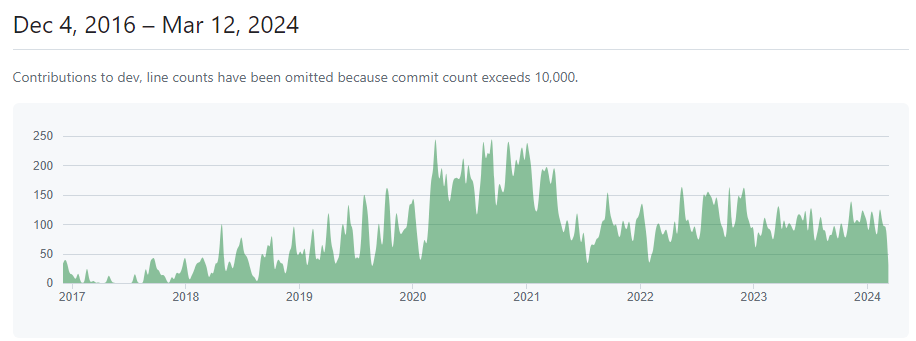 Dec 4, 2016 – Mar 12, 2024
Contributions to dev, line counts have been omitted because commit count exceeds 10,000.
250
200
150
100
50
0
2017 2018 2019 2020 2021 2022 2023 2024